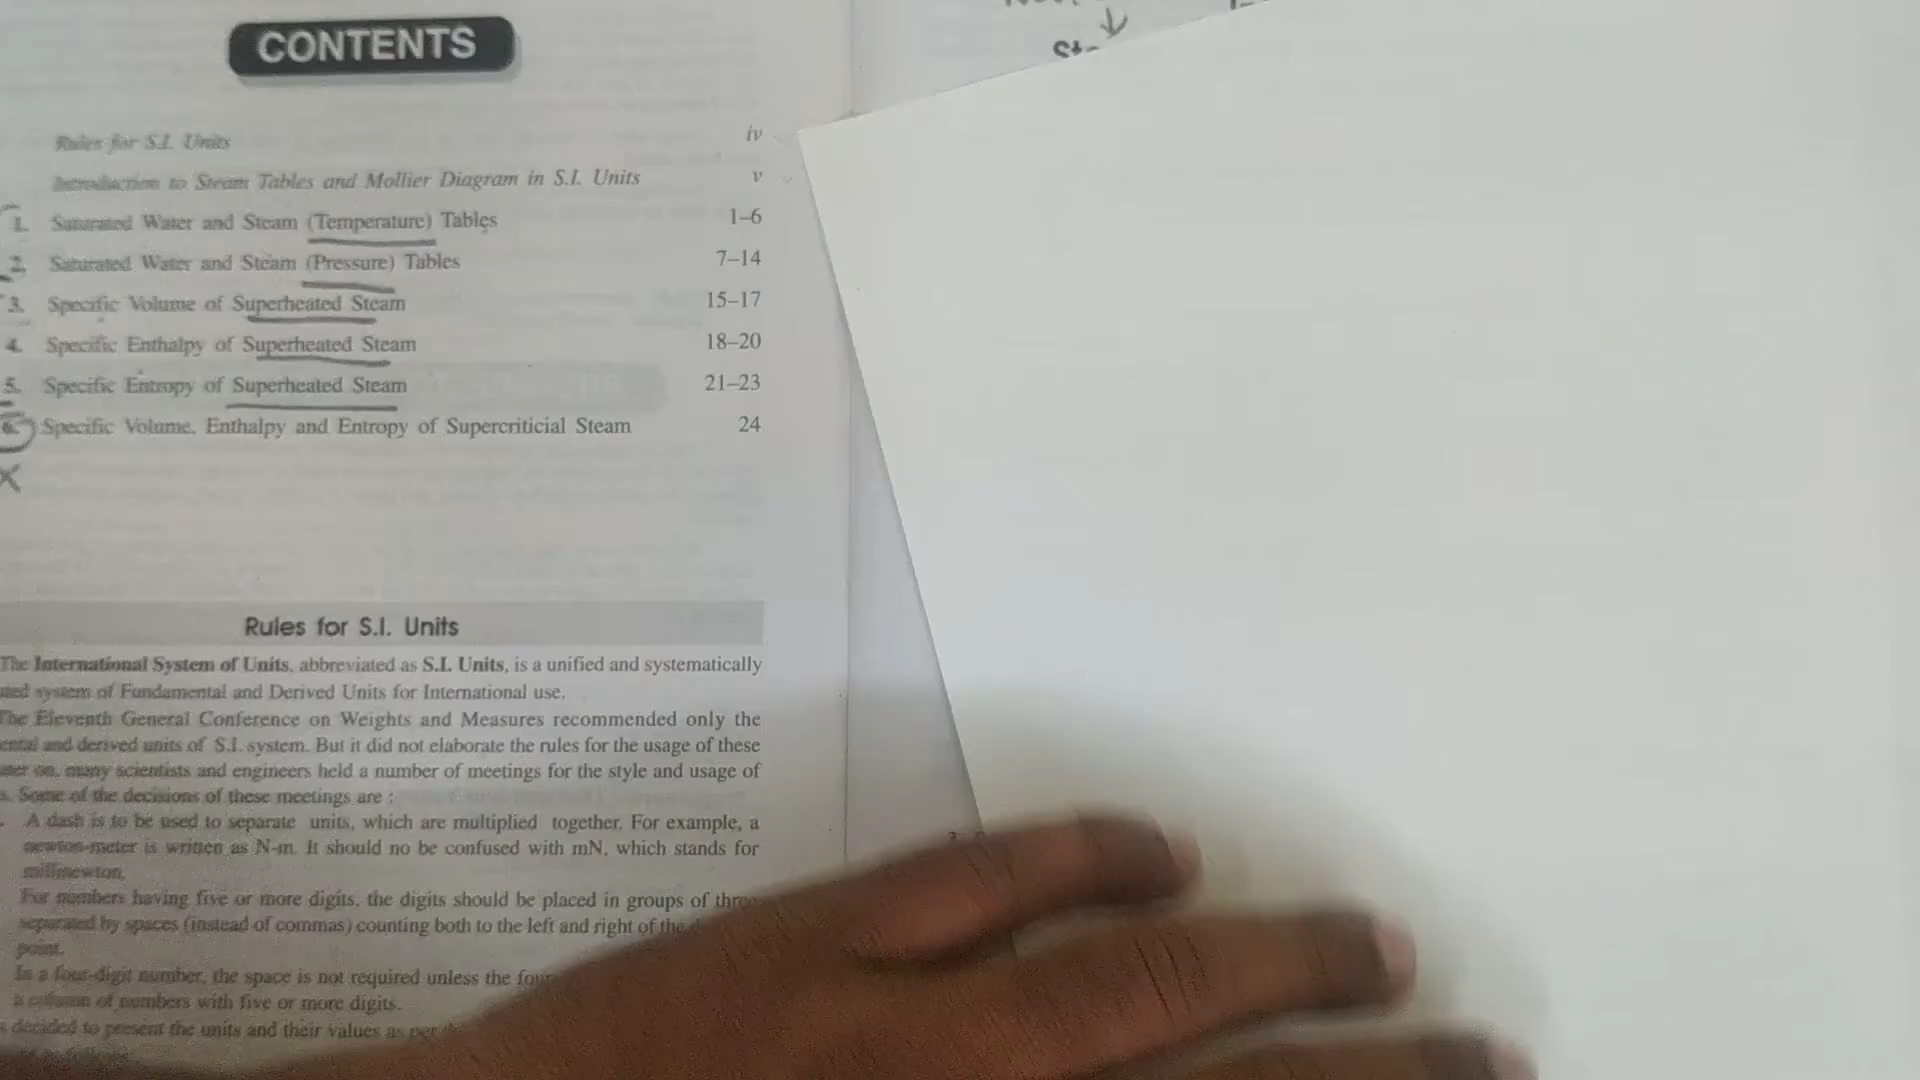 CONTENTS
Rules for S.I. Units iv
Introduction to Steam Tables and Mollier Diagram in S.I. Units v
1. Saturated Water and Steam (Temperature) Tables 1–6
2. Saturated Water and Steam (Pressure) Tables 7–14
3. Specific Volume of Superheated Steam 15–17
4. Specific Enthalpy of Superheated Steam 18–20
5. Specific Entropy of Superheated Steam 21–23
6. Specific Volume, Enthalpy and Entropy of Supercriticial Steam 24
X
Rules for S.I. Units
The International System of Units, abbreviated as S.I. Units, is a unified and systematically
system of Fundamental and Derived Units for International use.
The Eleventh General Conference on Weights and Measures recommended only the
and derived units of S.I. system. But it did not elaborate the rules for the usage of these
on, many scientists and engineers held a number of meetings for the style and usage of
Some of the decisions of these meetings are :
A dash is to be used to separate units, which are multiplied together. For example, a
newton-meter is written as N-m. It should no be confused with mN, which stands for
millinewton.
For numbers having five or more digits, the digits should be placed in groups of three
separated by spaces (instead of commas) counting both to the left and right of the
point.
In a four-digit number, the space is not required unless the
a column of numbers with five or more digits.
decided to present the units and their values as per